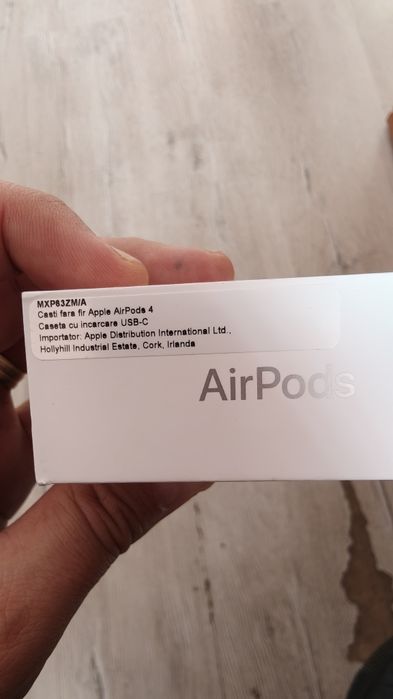 MXP63ZM/A
Casti fara fir Apple AirPods 4
Caseta cu incarcare USB-C
Importator: Apple Distribution International Ltd.,
Hollyhill Industrial Estate, Cork, Irlanda
AirPods